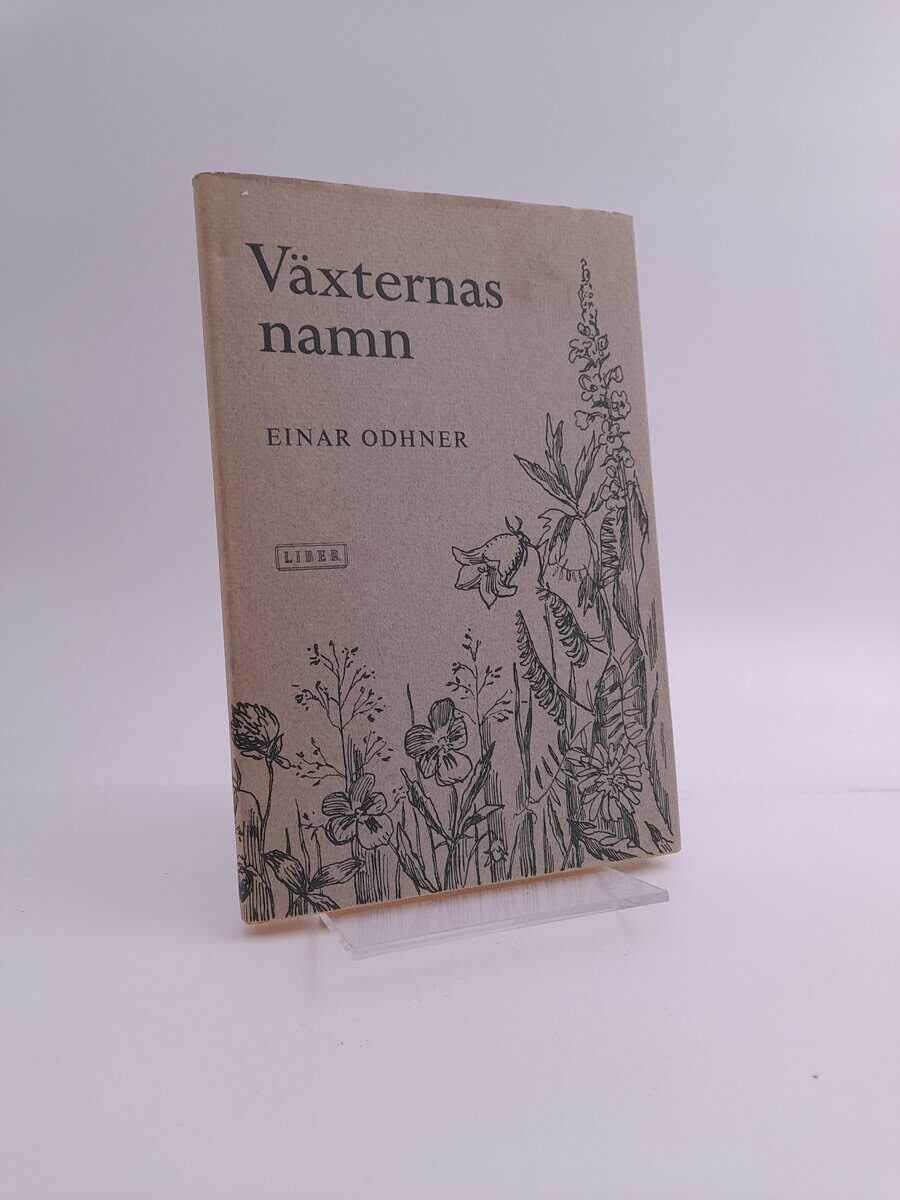 Växternas
namn
EINAR ODHNER
LIBER